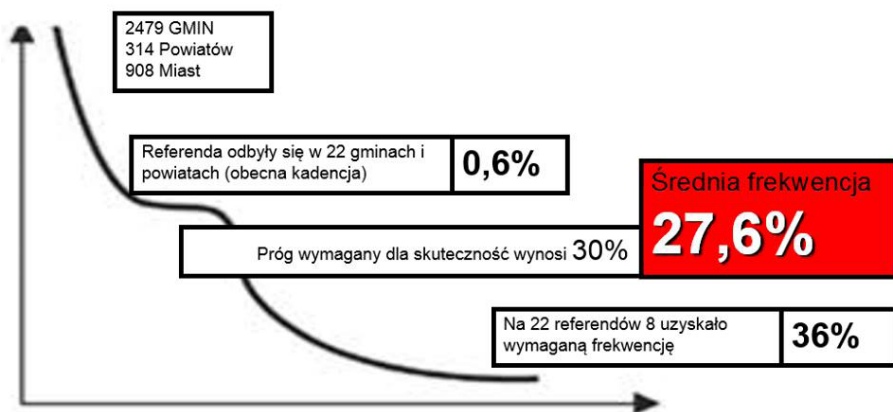 2479 GMIN
314 Powiatów
908 Miast
Referenda odbyły się w 22 gminach i
powiatach (obecna kadencja)
0,6%
Średnia frekwencja
27,6%
Próg wymagany dla skuteczność wynosi 30%
Na 22 referendów 8 uzyskało
wymaganą frekwencję
36%